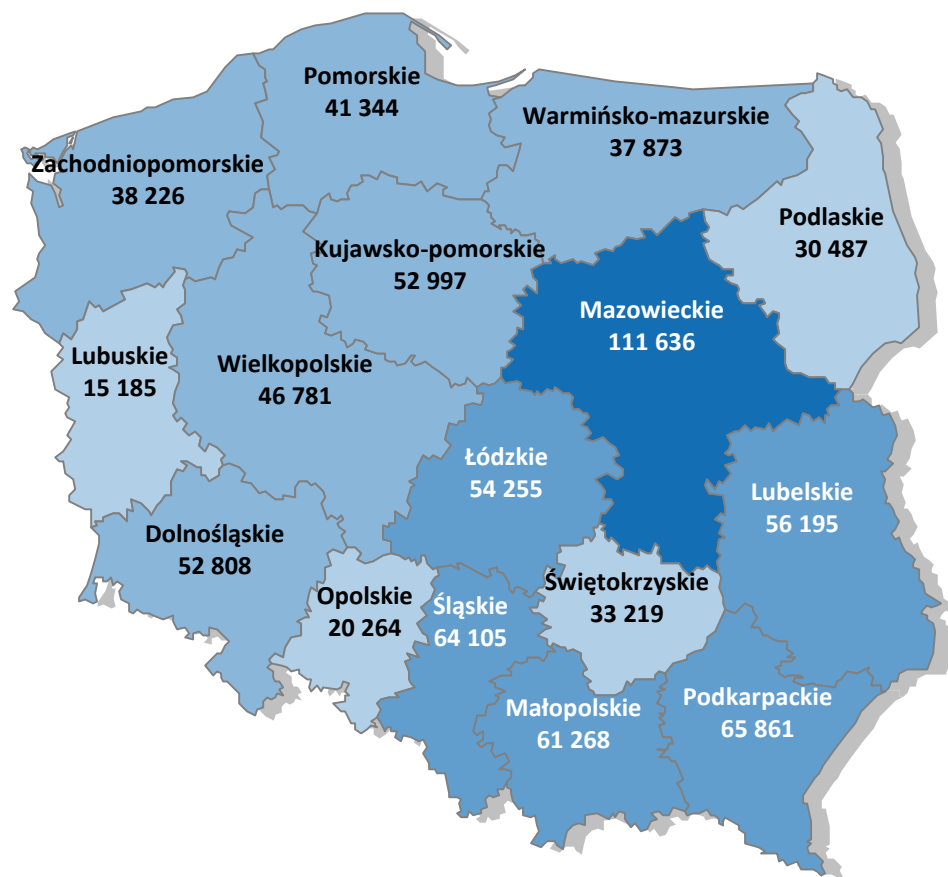 Pomorskie
41 344
Warmińsko-mazurskie
37 873
Zachodniopomorskie
38 226
Podlaskie
30 487
Kujawsko-pomorskie
52 997
Mazowieckie
111 636
Lubuskie
15 185
Wielkopolskie
46 781
Łódzkie
54 255
Lubelskie
56 195
Dolnośląskie
52 808
Opolskie
20 264
Śląskie
64 105
Świętokrzyskie
33 219
Małopolskie
61 268
Podkarpackie
65 861